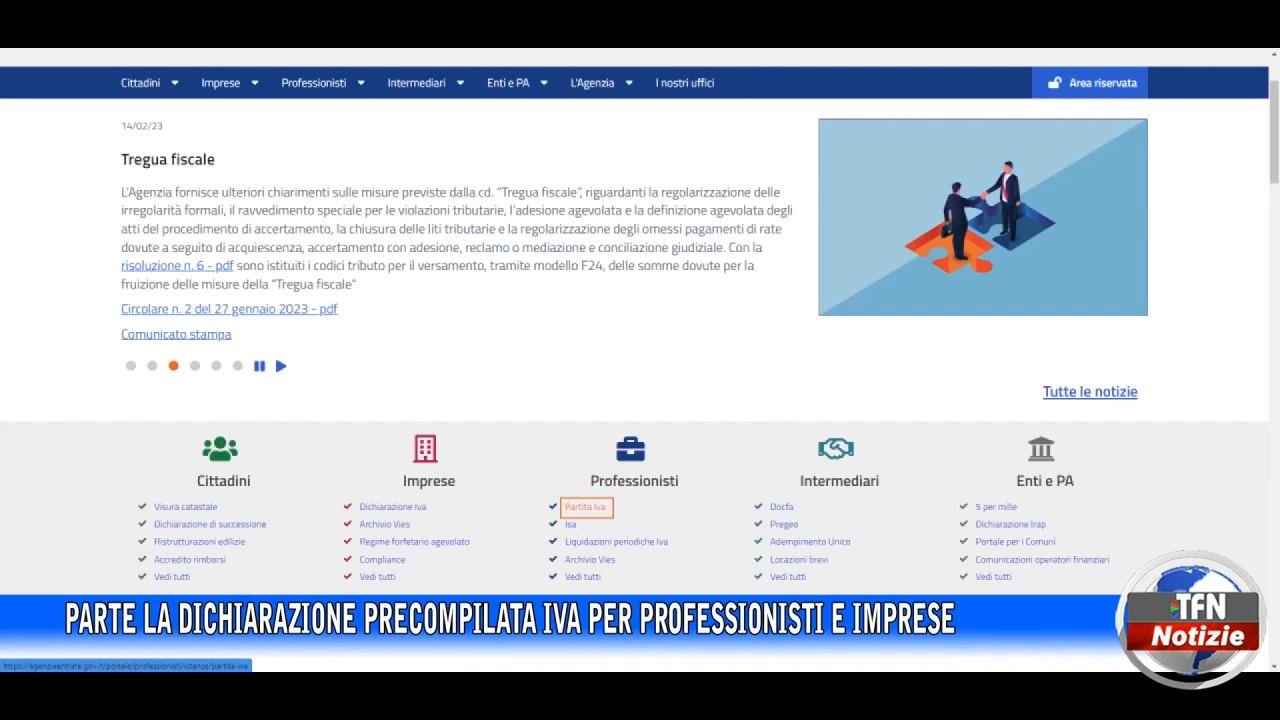 Cittadini Imprese Professionisti Intermediari Enti e PA L'Agenzia I nostri uffici Area riservata
14/02/23
Tregua fiscale
L'Agenzia fornisce ulteriori chiarimenti sulle misure previste dalla cd. “Tregua fiscale”, riguardanti la regolarizzazione delle
irregolarità formali, il ravvedimento speciale per le violazioni tributarie, l'adesione agevolata e la definizione agevolata degli
atti del procedimento di accertamento, la chiusura delle liti tributarie e la regolarizzazione degli omessi pagamenti di rate
dovute a seguito di acquiescenza, accertamento con adesione, reclamo o mediazione e conciliazione giudiziale. Con la
risoluzione n. 6 - pdf sono istituiti i codici tributo per il versamento, tramite modello F24, delle somme dovute per la
fruizione delle misure della “Tregua fiscale”
Circolare n. 2 del 27 gennaio 2023 - pdf
Comunicato stampa
Tutte le notizie
Cittadini
Visura catastale
Dichiarazione di successione
Ristrutturazioni edilizie
Accredito rimborsi
Vedi tutti
Imprese
Dichiarazione Iva
Archivio Vies
Regime forfetario agevolato
Compliance
Vedi tutti
Professionisti
Partita Iva
Isa
Liquidazioni periodiche Iva
Archivio Vies
Vedi tutti
Intermediari
Docfa
Pregeo
Adempimento Unico
Locazioni brevi
Vedi tutti
Enti e PA
5 per mille
Dichiarazione Irap
Portale per i Comuni
Comunicazioni operatori finanziari
Vedi tutti
PARTE LA DICHIARAZIONE PRECOMPILATA IVA PER PROFESSIONISTI E IMPRESE
TFN
Notizie
https://agenziaentrate.gov.it/portale/professionisti/istanze/partita-iva